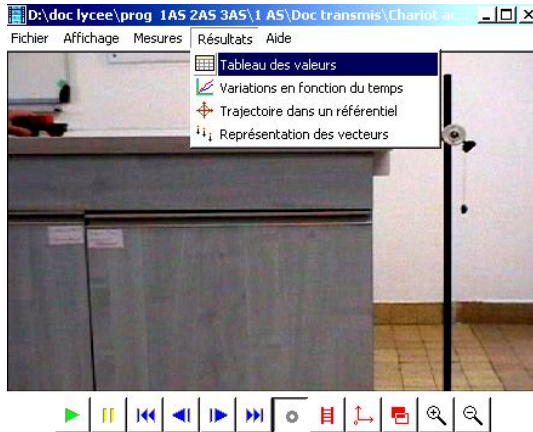 D:\doc lycee\prog 1AS 2AS 3AS\1 AS\Doc transmis\Chariot ac...
Fichier Affichage Mesures Résultats Aide
Tableau des valeurs
Variations en fonction du temps
Trajectoire dans un référentiel
Représentation des vecteurs